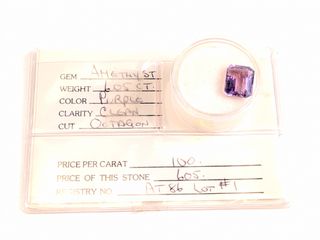 GEM AMETHYST
WEIGHT 6.05 CT.
COLOR PURPLE
CLARITY CLEAN
CUT OCTAGON
PRICE PER CARAT 100.
PRICE OF THIS STONE 605.
REGISTRY NO. AT 86 LOT #1